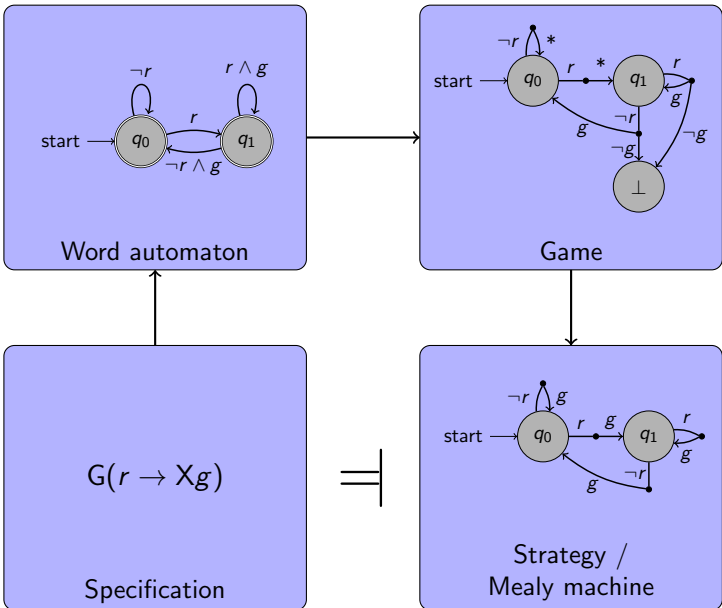 ¬r
r ∧ g
r
start
q0
q1
¬r ∧ g
Word automaton
¬r
*
start
q0
r
*
q1
r
g
¬r
g
¬g
¬g
⊥
Game
G(r → Xg)
Specification
=|
¬r
g
start
q0
r
g
q1
r
g
¬r
g
Strategy /
Mealy machine